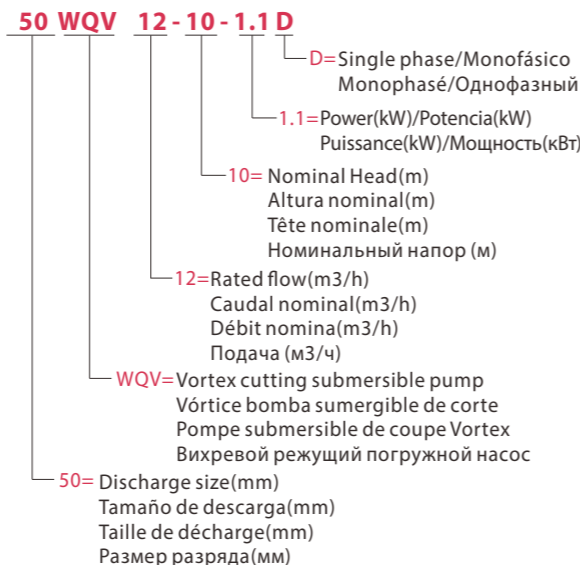 50 WQV 12-10-1.1 D
D=Single phase/Monofásico
Monophasé/Однофазный
1.1=Power(kW)/Potencia(kW)
Puissance(kW)/Мощность(кВт)
10= Nominal Head(m)
Altura nominal(m)
Tête nominale(m)
Номинальный напор (м)
12=Rated flow(m3/h)
Caudal nominal(m3/h)
Débit nomina(m3/h)
Подача (м3/ч)
WQV=Vortex cutting submersible pump
Vórtice bomba sumergible de corte
Pompe submersible de coupe Vortex
Вихревой режущий погружной насос
50= Discharge size(mm)
Tamaño de descarga(mm)
Taille de décharge(mm)
Размер разряда(мм)